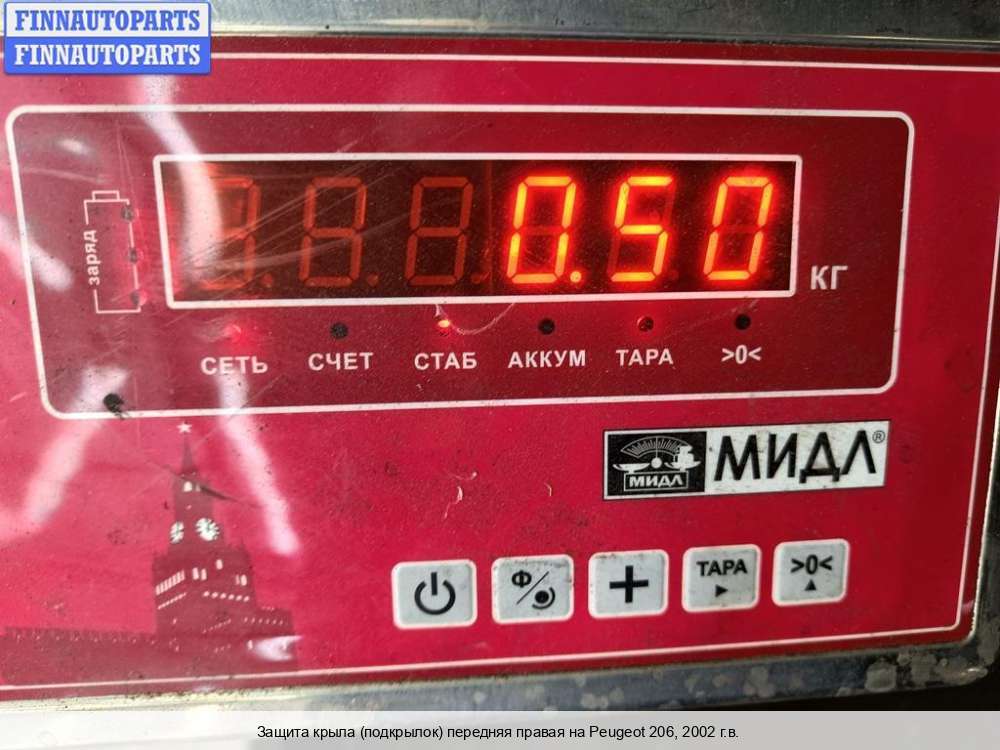 FINNAUTOPARTS
FINNAUTOPARTS
заряд
0.50
КГ
СЕТЬ СЧЕТ СТАБ АККУМ ТАРА >0<
МИДЛ
МИДЛ®
Ф/
+
ТАРА
>0<
Защита крыла (подкрылок) передняя правая на Peugeot 206, 2002 г.в.